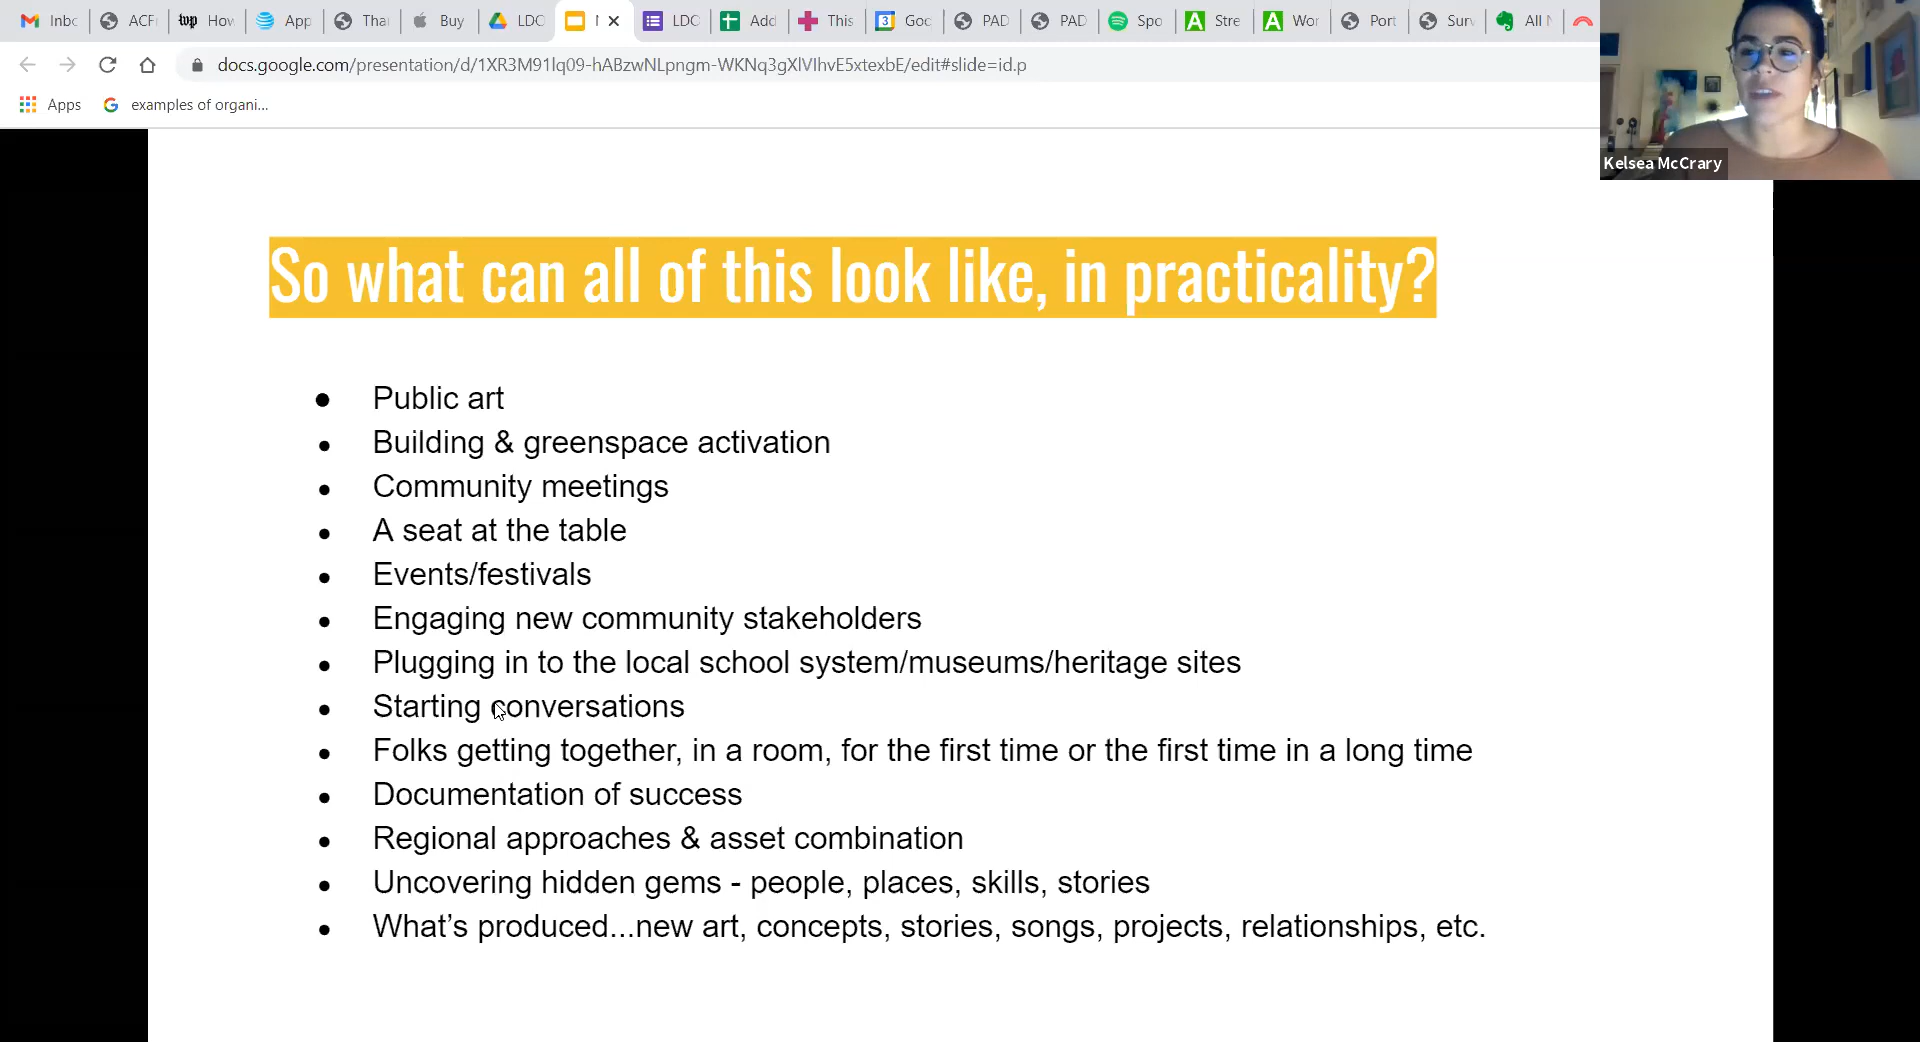 Inbc
ACF
wp How
App
Tha
Buy
LDC
LDC
Add
This
3 Goc
PAD
PAD
Spo
A Stre
A Wor
Port
Surv
All N
docs.google.com/presentation/d/1XR3M91lq09-hABzwNLpngm-WKNq3gXlVIhvE5xtexbE/edit#slide=id.p
Apps
examples of organi...
Kelsea McCrary
So what can all of this look like, in practicality?
● Public art
● Building & greenspace activation
● Community meetings
● A seat at the table
● Events/festivals
● Engaging new community stakeholders
● Plugging in to the local school system/museums/heritage sites
● Starting conversations
● Folks getting together, in a room, for the first time or the first time in a long time
● Documentation of success
● Regional approaches & asset combination
● Uncovering hidden gems - people, places, skills, stories
● What’s produced...new art, concepts, stories, songs, projects, relationships, etc.